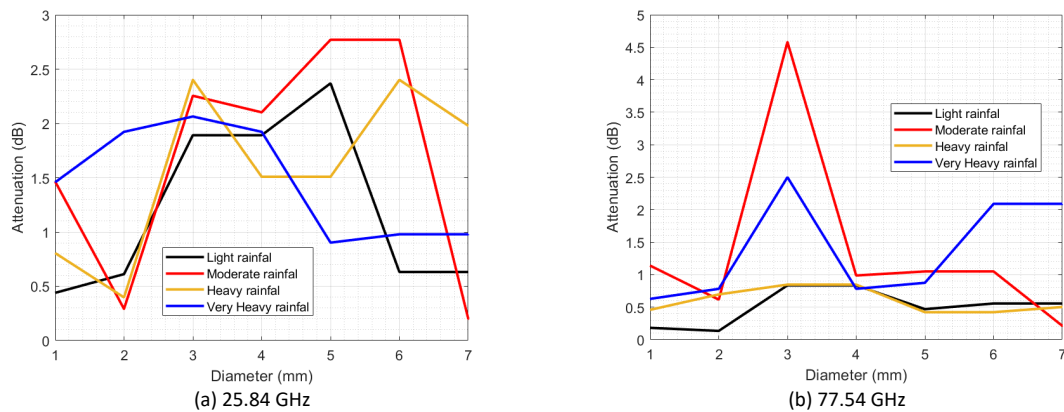 3
2.5
2
1.5
1
0.5
0
Attenuation (dB)
Light rainfal
Moderate rainfal
Heavy rainfal
Very Heavy rainfal
1 2 3 4 5 6 7
Diameter (mm)
(a) 25.84 GHz
5
4.5
4
3.5
3
2.5
2
1.5
1
0.5
0
Attenuation (dB)
Light rainfal
Moderate rainfal
Heavy rainfal
Very Heavy rainfal
1 2 3 4 5 6 7
Diameter (mm)
(b) 77.54 GHz